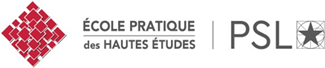 ÉCOLE PRATIQUE
des HAUTES ÉTUDES
PSL